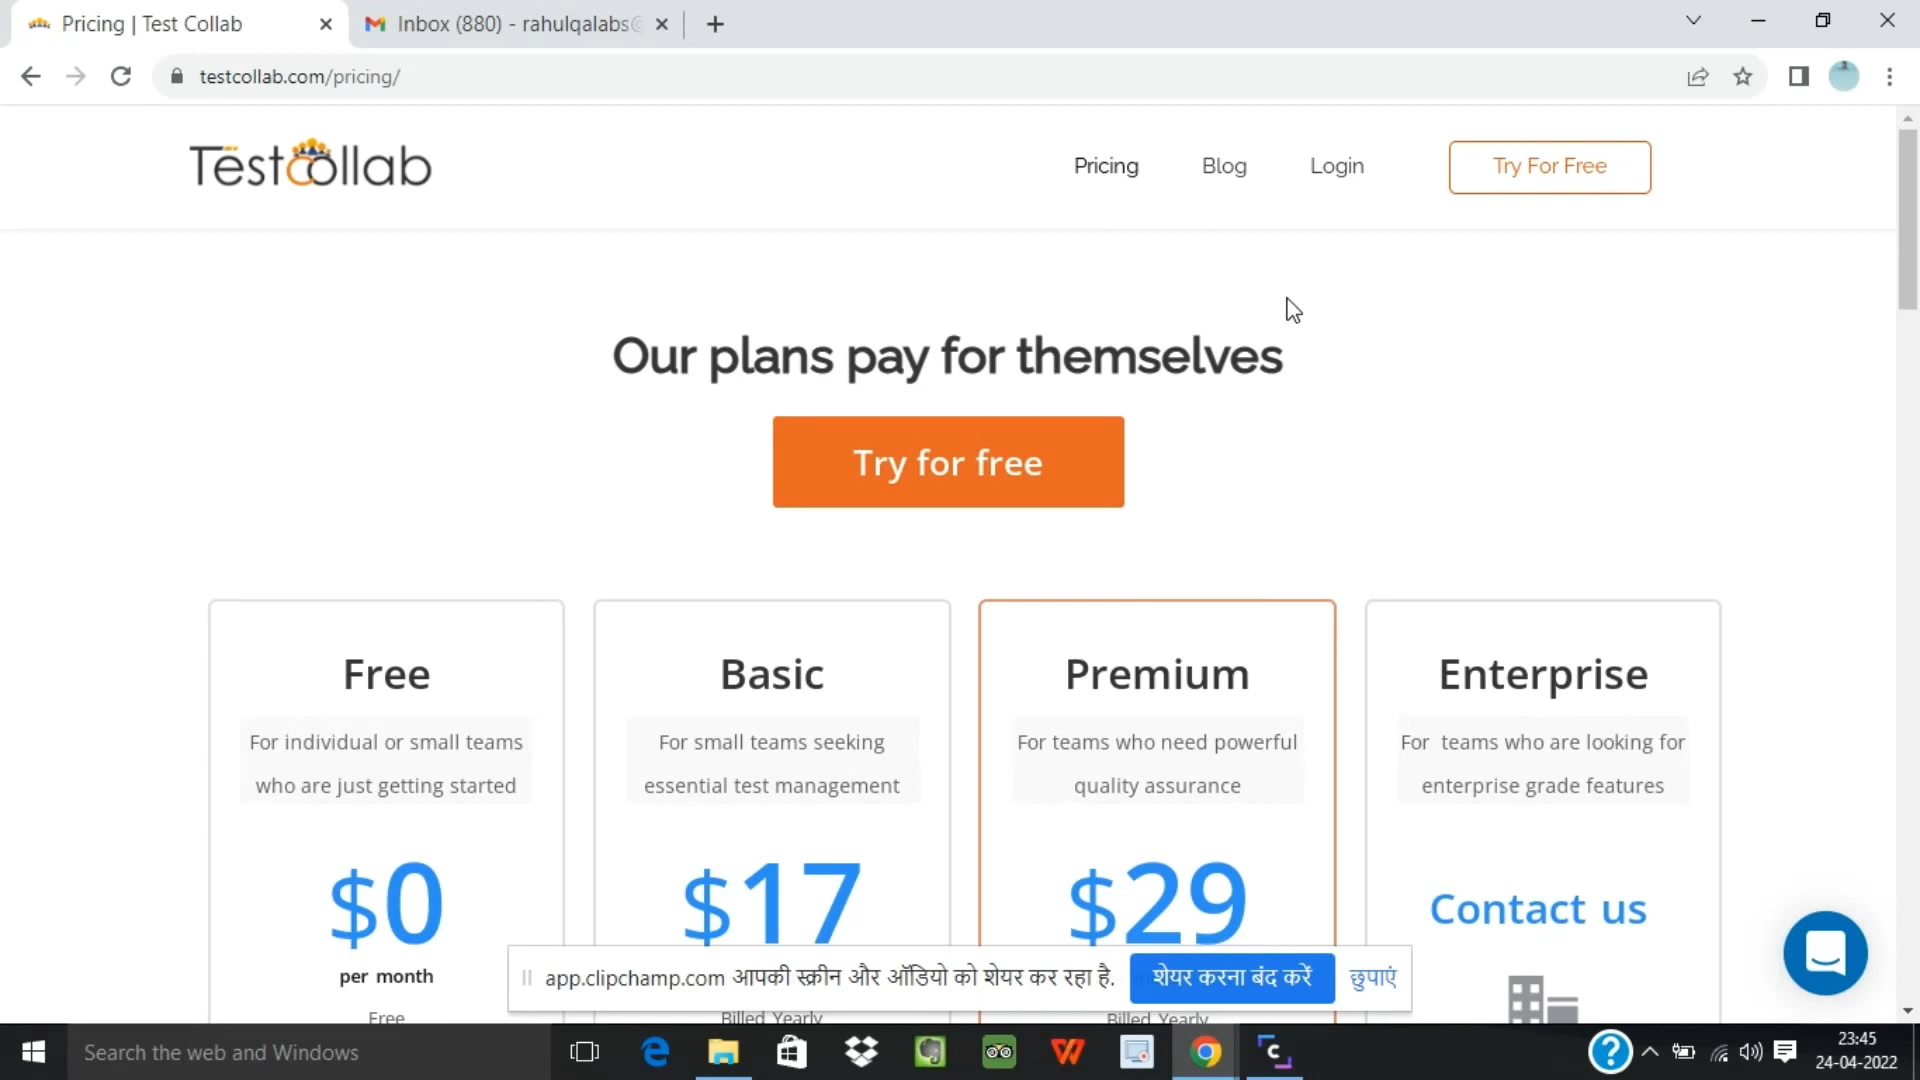 Pricing | Test Collab
Inbox (880) - rahulqalabs@
testcollab.com/pricing/
TestCollab
Pricing
Blog
Login
Try For Free
Our plans pay for themselves
Try for free
Free
For individual or small teams
who are just getting started
$0
per month
Free
Basic
For small teams seeking
essential test management
$17
Billed Yearly
Premium
For teams who need powerful
quality assurance
$29
Billed Yearly
Enterprise
For teams who are looking for
enterprise grade features
Contact us
app.clipchamp.com आपकी स्क्रीन और ऑडियो को शेयर कर रहा है.
शेयर करना बंद करें
छुपाएं
Search the web and Windows
23:45
24-04-2022